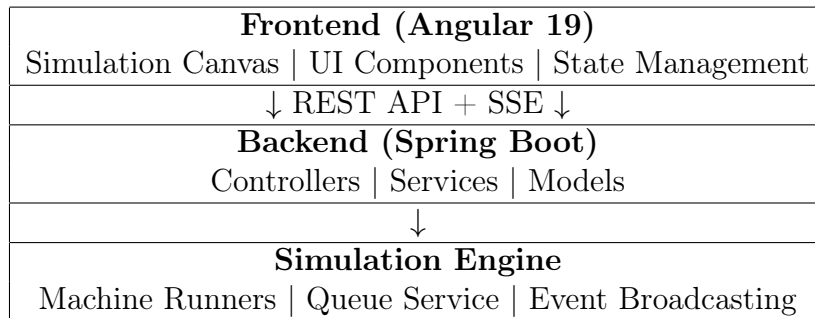 Frontend (Angular 19)
Simulation Canvas | UI Components | State Management
↓ REST API + SSE ↓
Backend (Spring Boot)
Controllers | Services | Models
↓
Simulation Engine
Machine Runners | Queue Service | Event Broadcasting